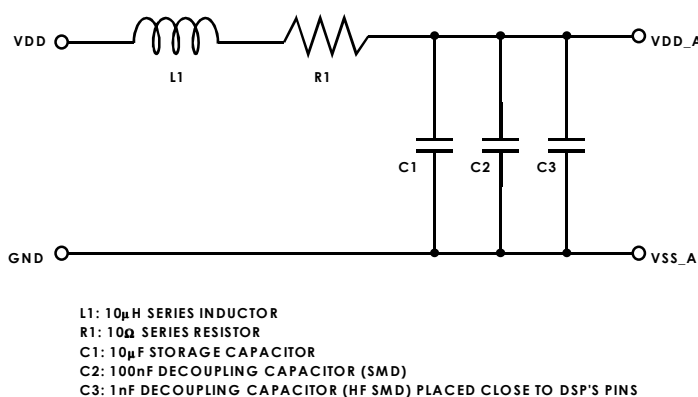 VDD
L1
R1
VDD_A
C1
C2
C3
GND
VSS_A
L1: 10μH SERIES INDUCTOR
R1: 10Ω SERIES RESISTOR
C1: 10μF STORAGE CAPACITOR
C2: 100nF DECOUPLING CAPACITOR (SMD)
C3: 1nF DECOUPLING CAPACITOR (HF SMD) PLACED CLOSE TO DSP'S PINS